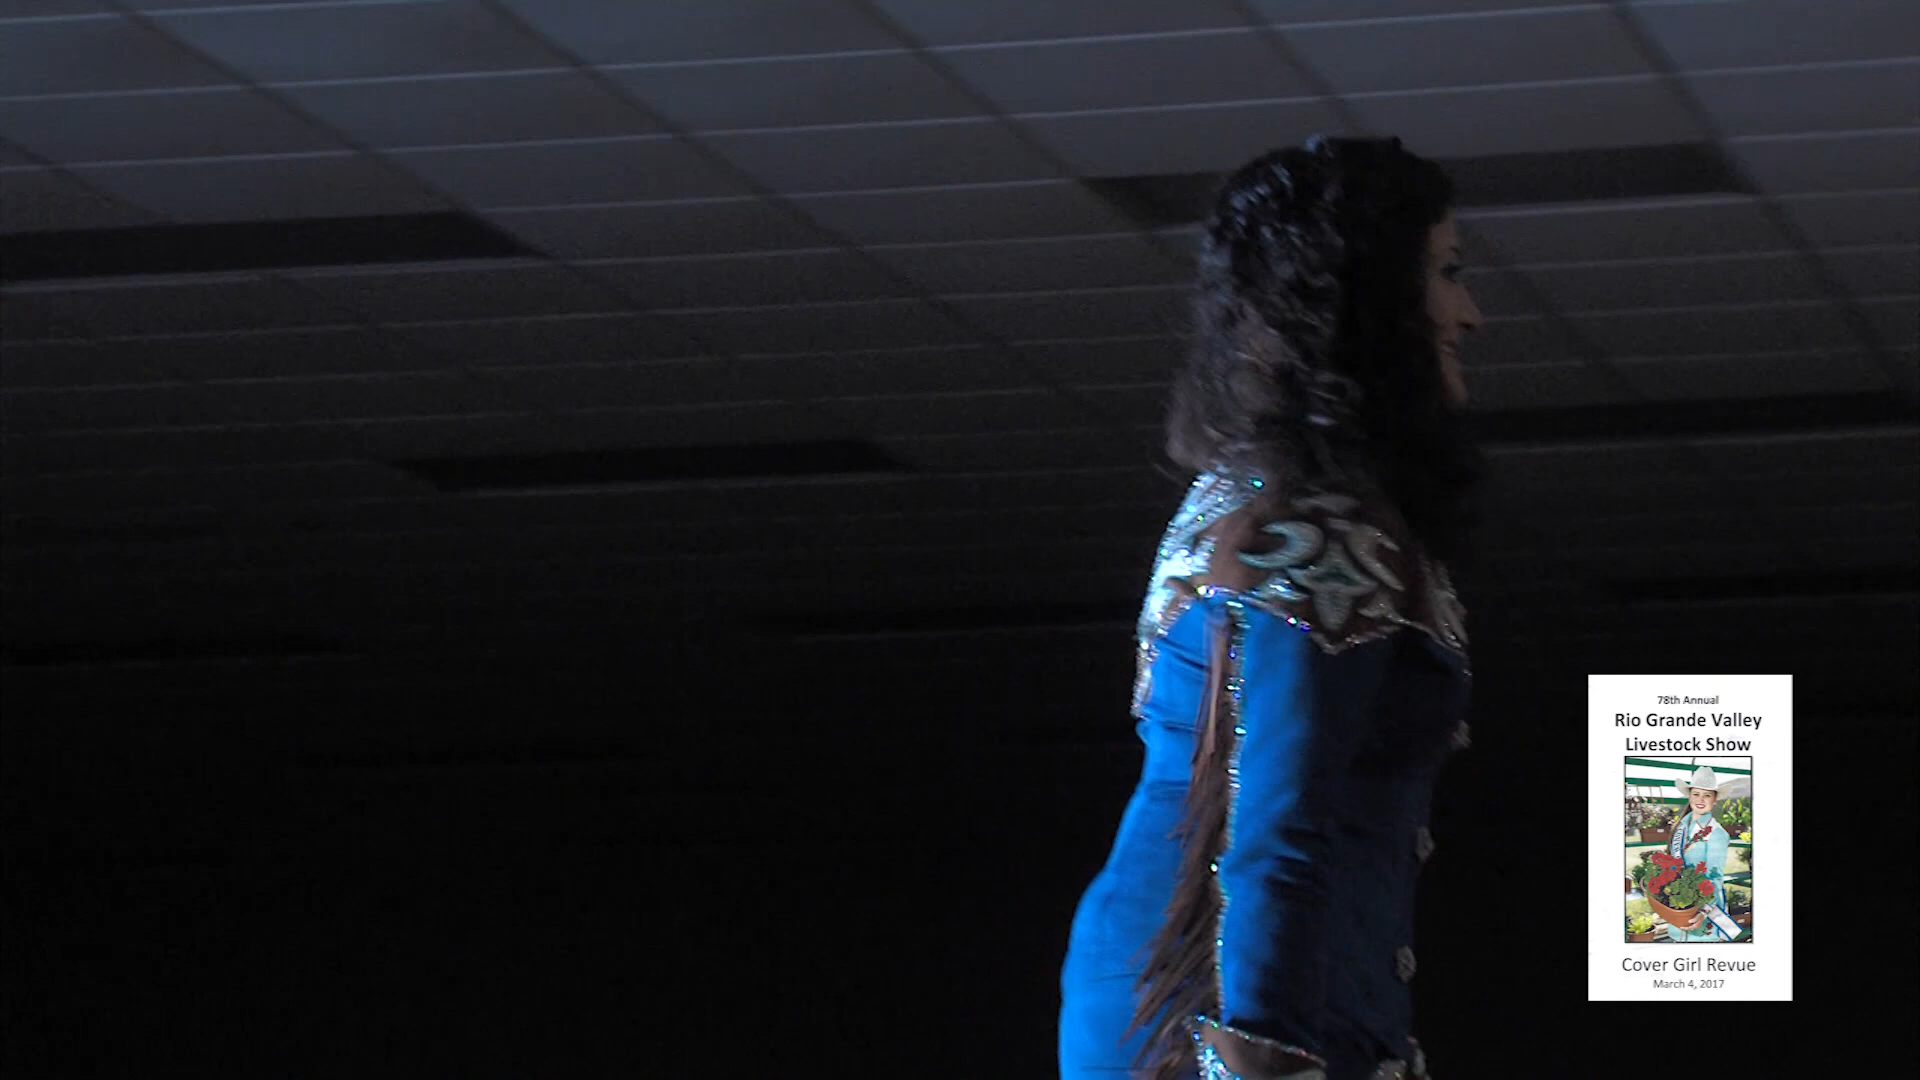 78th Annual
Rio Grande Valley
Livestock Show
Cover Girl Revue
March 4, 2017